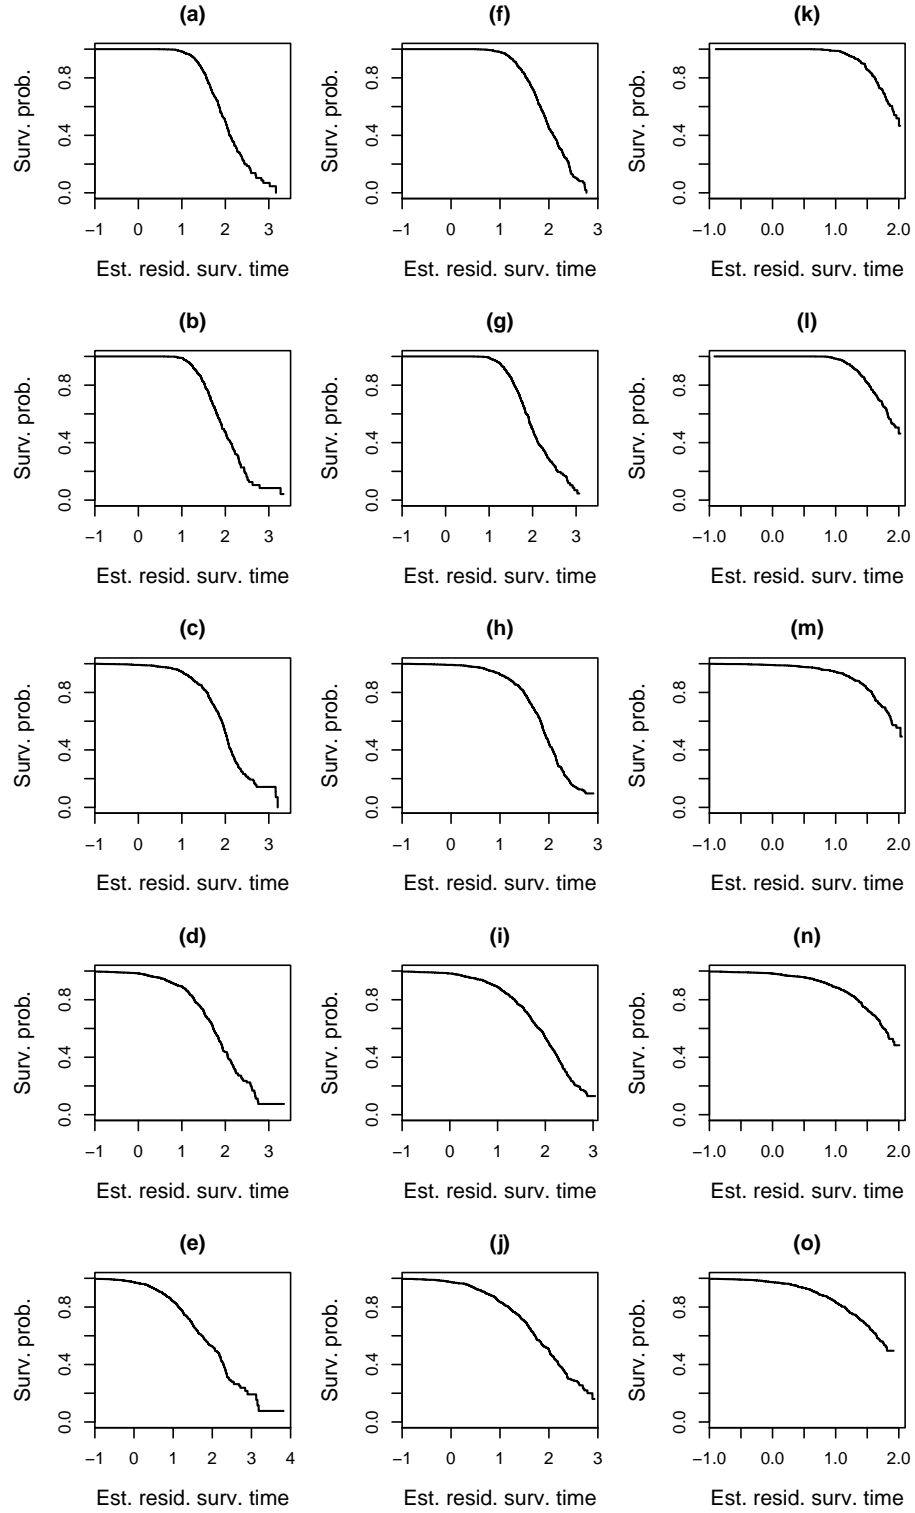 (a) (f) (k)
Surv. prob. Surv. prob. Surv. prob.
0.0 0.4 0.8 0.0 0.4 0.8 0.0 0.4 0.8
−1 0 1 2 3 −1 0 1 2 3 −1.0 0.0 1.0 2.0
Est. resid. surv. time Est. resid. surv. time Est. resid. surv. time
(b) (g) (l)
Surv. prob. Surv. prob. Surv. prob.
0.0 0.4 0.8 0.0 0.4 0.8 0.0 0.4 0.8
−1 0 1 2 3 −1 0 1 2 3 −1.0 0.0 1.0 2.0
Est. resid. surv. time Est. resid. surv. time Est. resid. surv. time
(c) (h) (m)
Surv. prob. Surv. prob. Surv. prob.
0.0 0.4 0.8 0.0 0.4 0.8 0.0 0.4 0.8
−1 0 1 2 3 −1 0 1 2 3 −1.0 0.0 1.0 2.0
Est. resid. surv. time Est. resid. surv. time Est. resid. surv. time
(d) (i) (n)
Surv. prob. Surv. prob. Surv. prob.
0.0 0.4 0.8 0.0 0.4 0.8 0.0 0.4 0.8
−1 0 1 2 3 −1 0 1 2 3 −1.0 0.0 1.0 2.0
Est. resid. surv. time Est. resid. surv. time Est. resid. surv. time
(e) (j) (o)
Surv. prob. Surv. prob. Surv. prob.
0.0 0.4 0.8 0.0 0.4 0.8 0.0 0.4 0.8
−1 0 1 2 3 4 −1 0 1 2 3 −1.0 0.0 1.0 2.0
Est. resid. surv. time Est. resid. surv. time Est. resid. surv. time